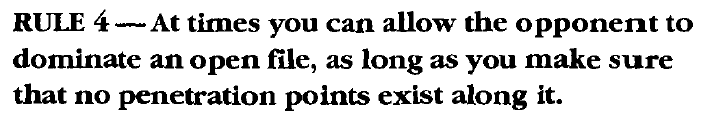 RULE 4 — At times you can allow the opponent to
dominate an open file, as long as you make sure
that no penetration points exist along it.